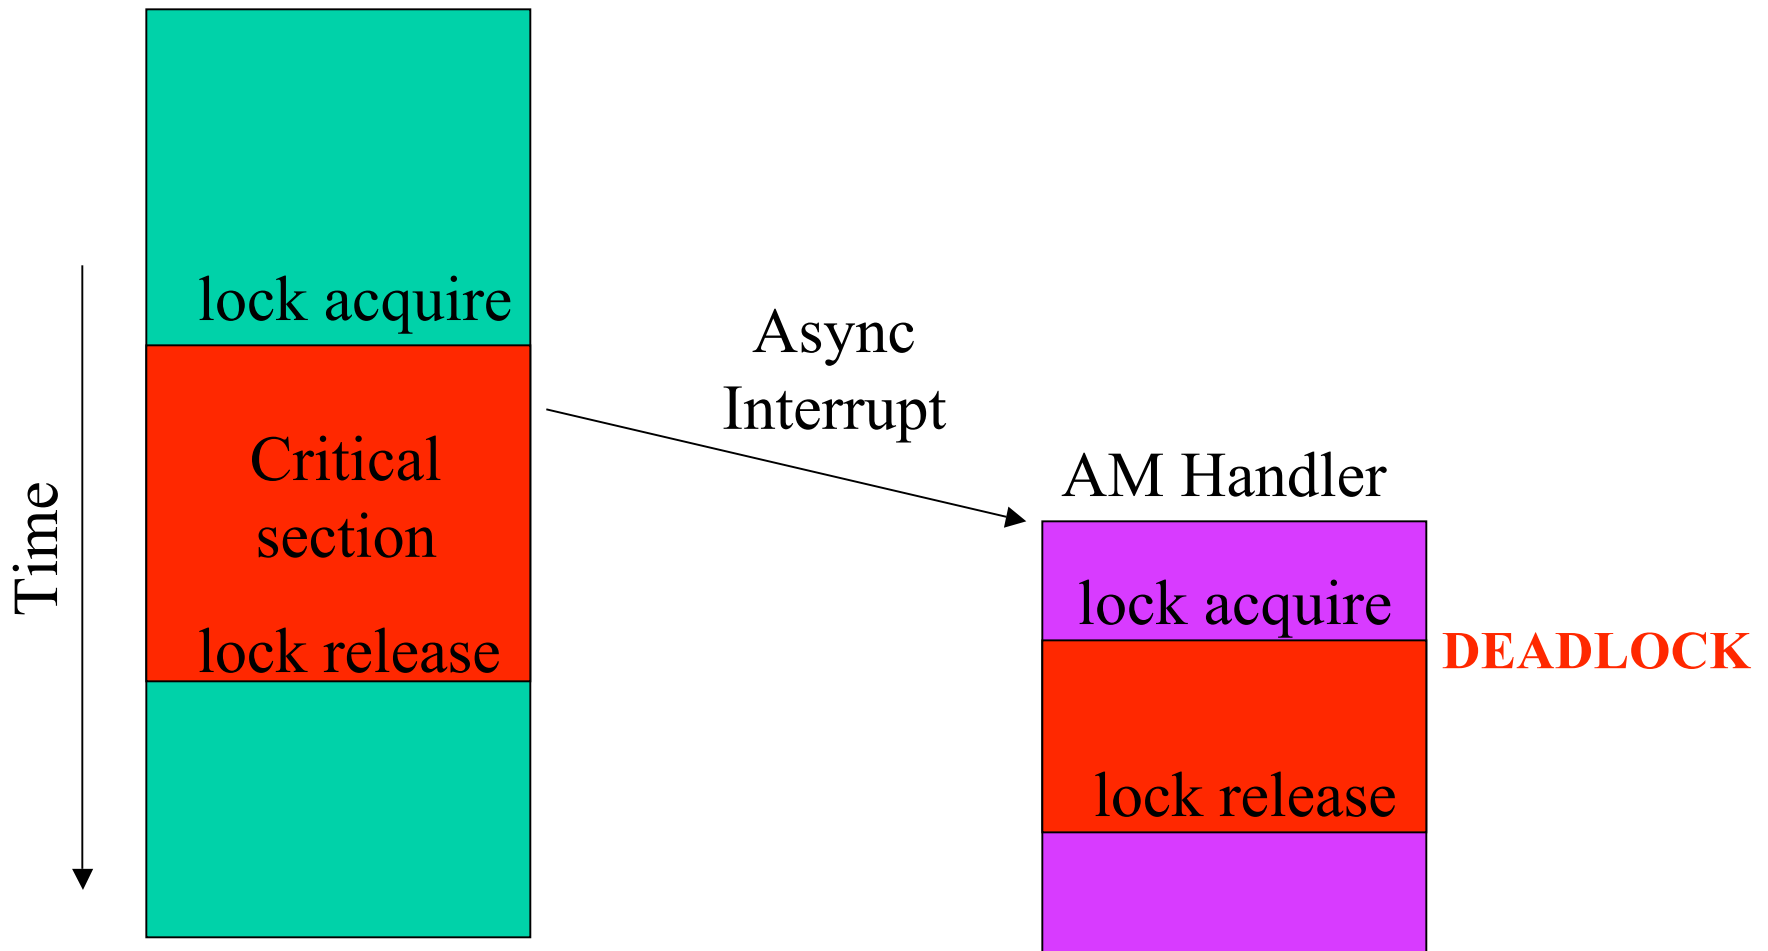 lock acquire
Critical
section
lock release
Time
Async
Interrupt
AM Handler
lock acquire
DEADLOCK
lock release